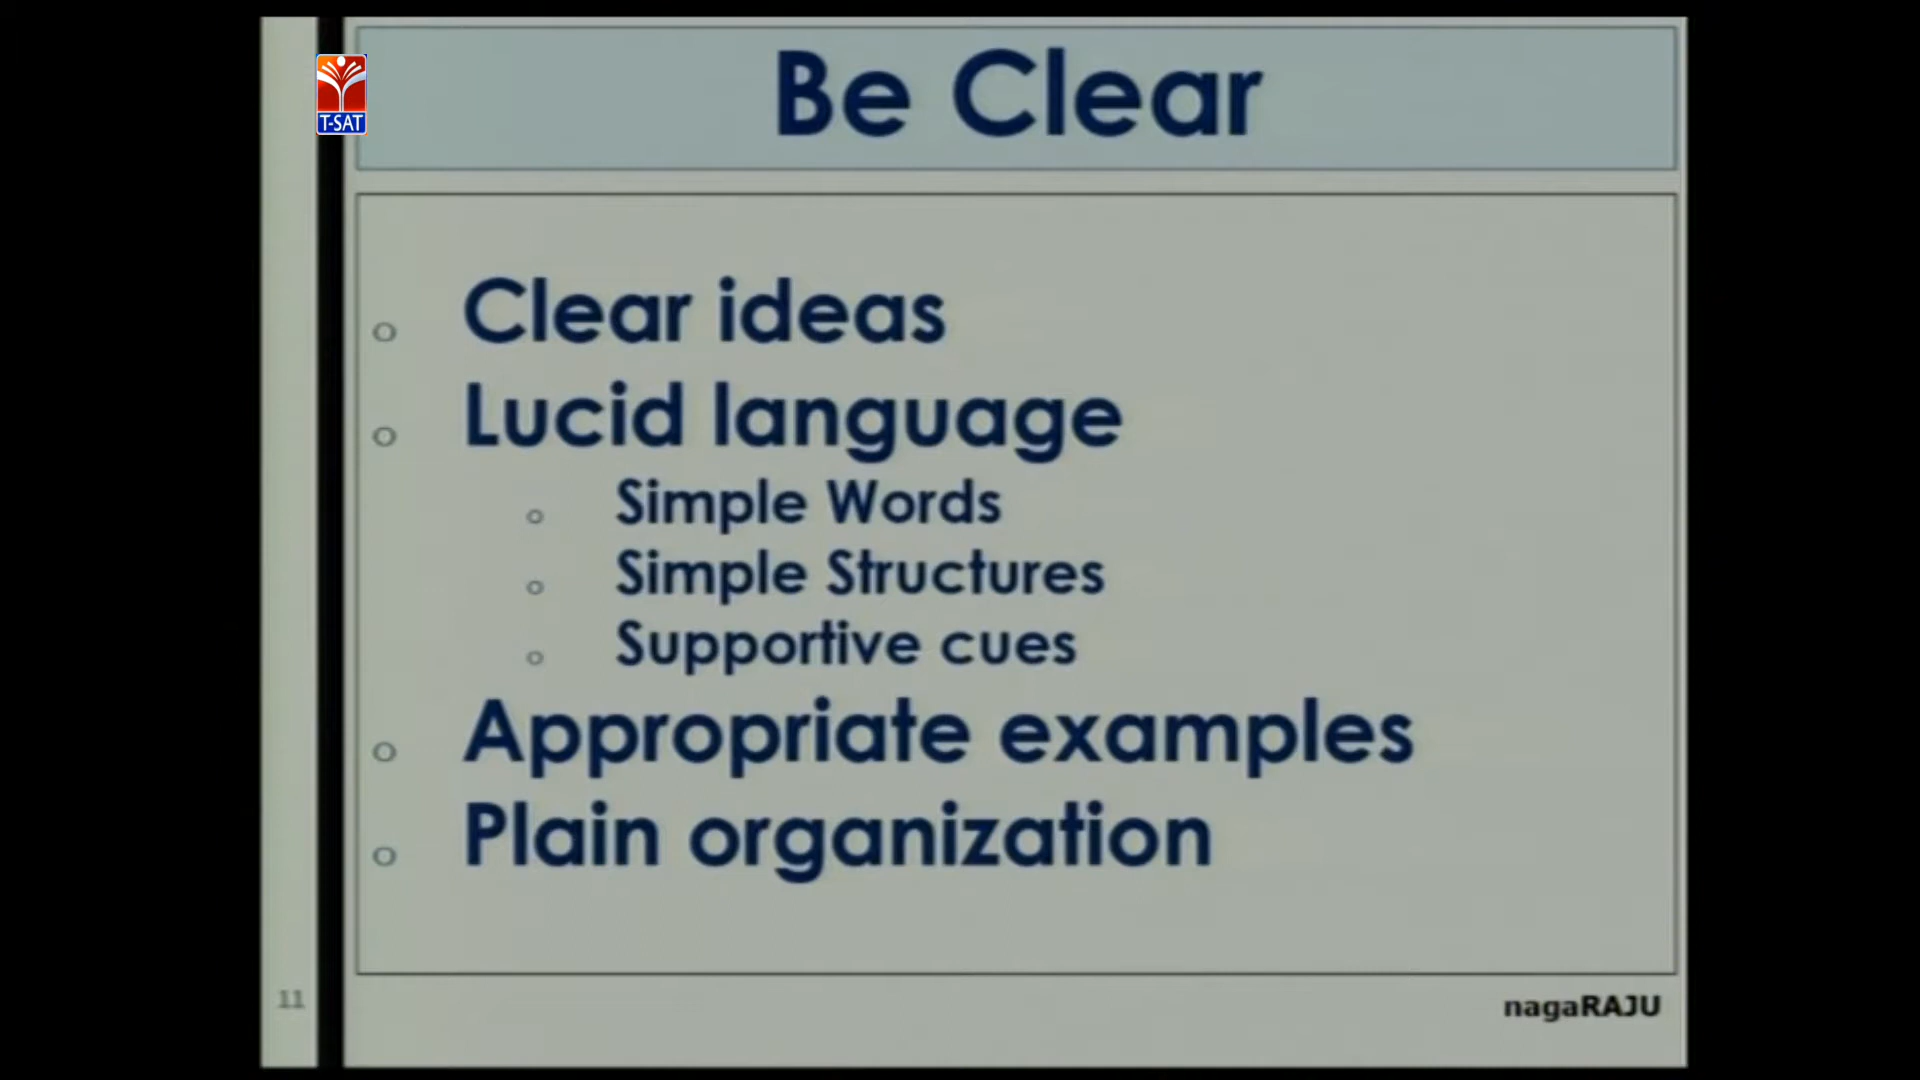 Be Clear
T-SAT
Clear ideas
Lucid language
Simple Words
Simple Structures
Supportive cues
Appropriate examples
Plain organization
11
nagaRAJU